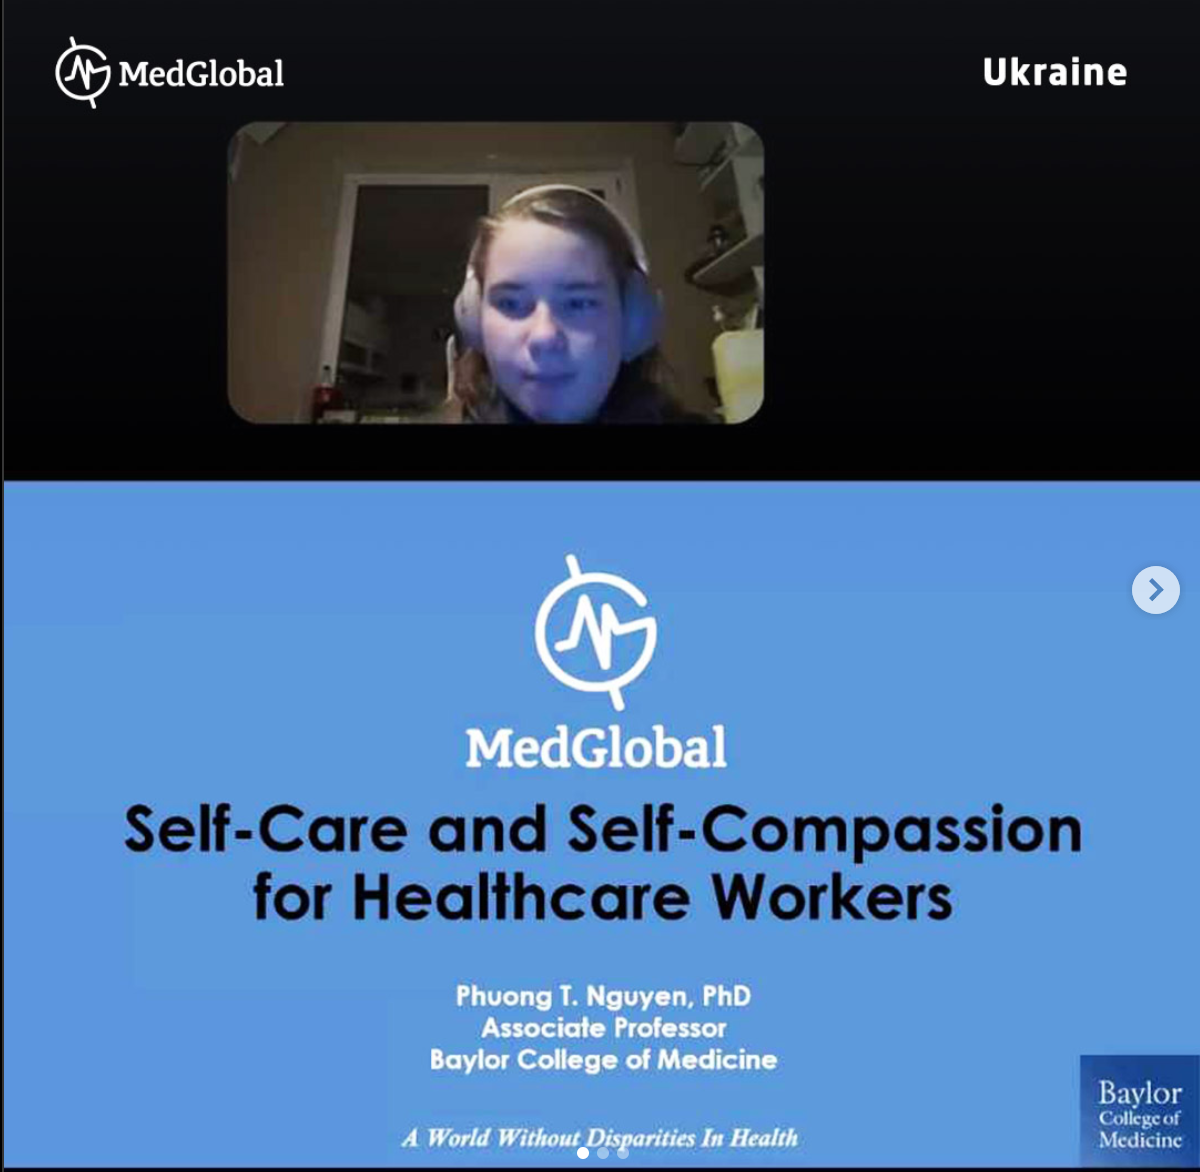 MedGlobal
Ukraine
MedGlobal
Self-Care and Self-Compassion
for Healthcare Workers
Phuong T. Nguyen, PhD
Associate Professor
Baylor College of Medicine
A World Without Disparities In Health
Baylor
College of
Medicine